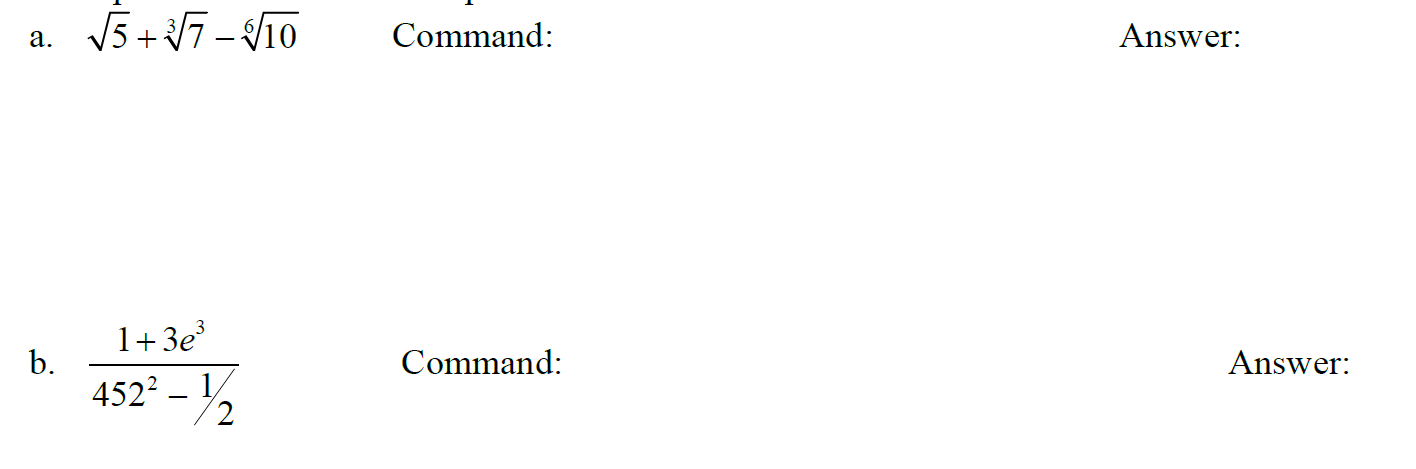 a. √5 + ∛7 − ⁶√10 Command: Answer:
b. (1 + 3e³) / (452² − 1/2) Command: Answer: